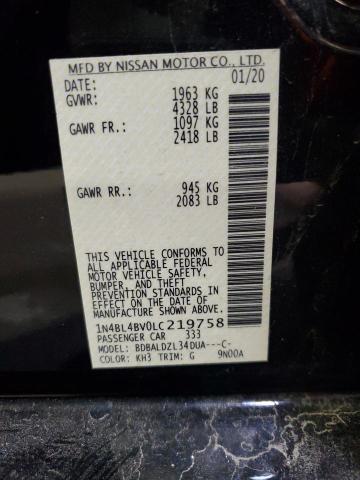 MFD BY NISSAN MOTOR CO., LTD.
DATE: 01/20
GVWR: 1963 KG
4328 LB
GAWR FR.: 1097 KG
2418 LB
GAWR RR.: 945 KG
2083 LB
THIS VEHICLE CONFORMS TO
ALL APPLICABLE FEDERAL
MOTOR VEHICLE SAFETY,
BUMPER, AND THEFT
PREVENTION STANDARDS IN
EFFECT ON THE DATE OF
MANUFACTURE SHOWN ABOVE.
1N4BL4BV0LC219758
PASSENGER CAR 333
MODEL: BDBALDZL34DUA---C-
COLOR: KH3 TRIM: G 9N00A